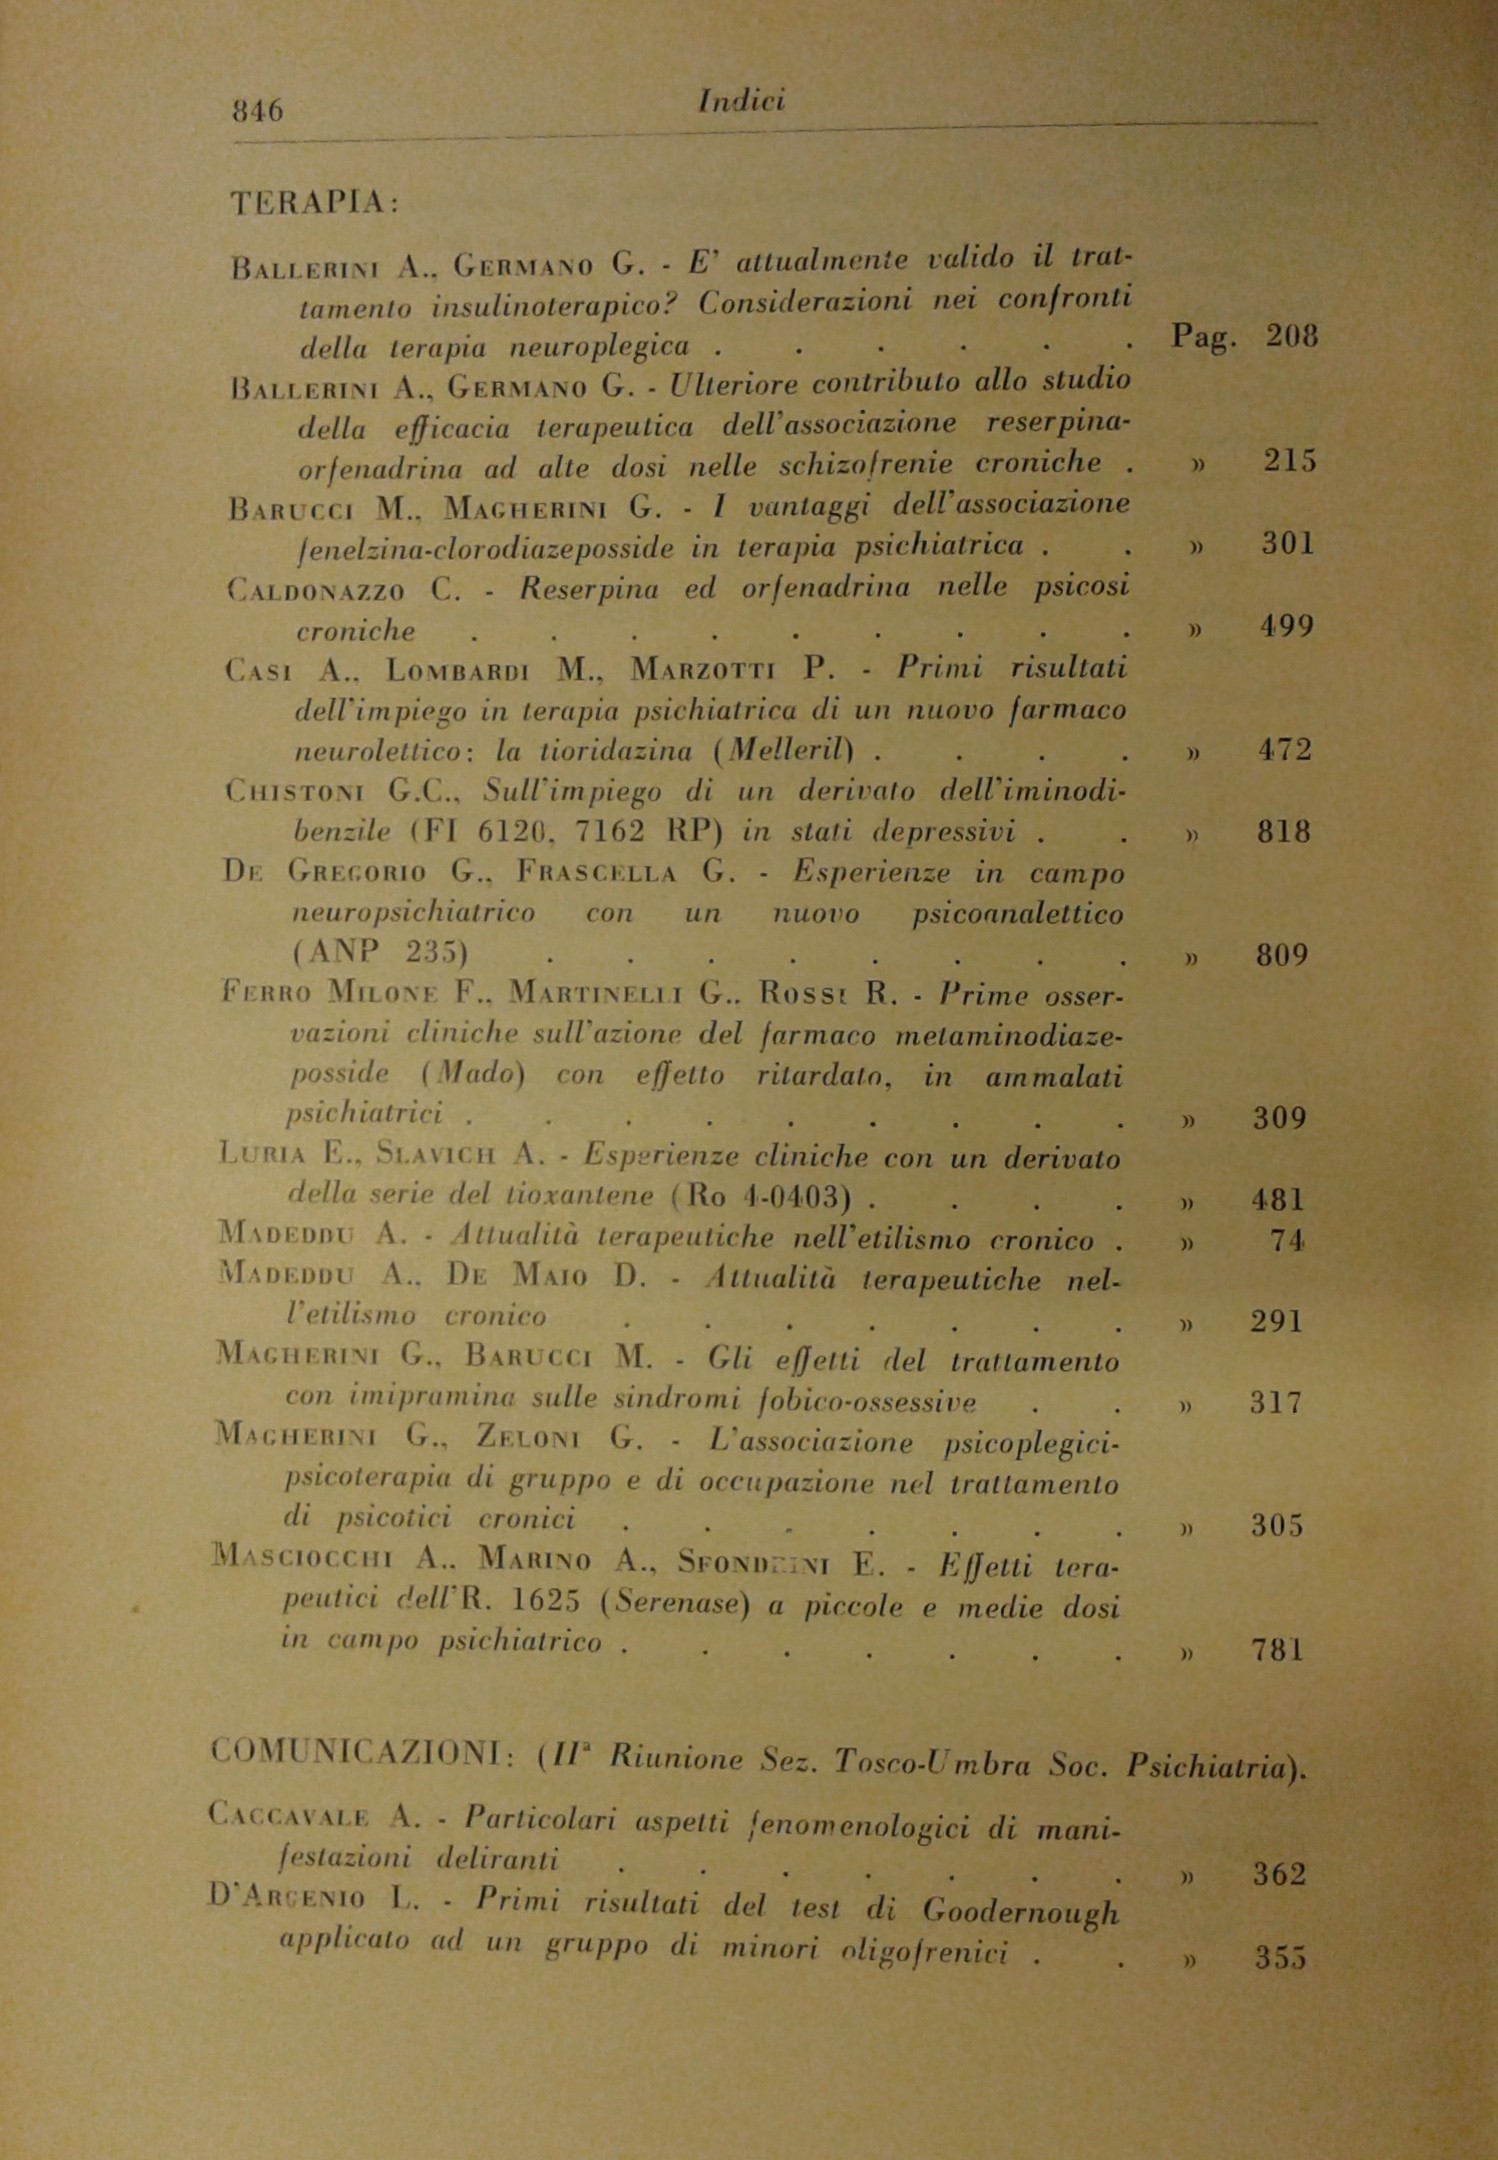 846
Indici
TERAPIA:
BALLERINI A., GERMANO G. - E' attualmente valido il trat-
tamento insulinoterapico? Considerazioni nei confronti
della terapia neuroplegica . . . . . . Pag. 208
BALLERINI A., GERMANO G. - Ulteriore contributo allo studio
della efficacia terapeutica dell'associazione reserpina-
orfenadrina ad alte dosi nelle schizofrenie croniche . » 215
BARUCCI M., MAGHERINI G. - I vantaggi dell'associazione
fenelzina-clorodiazeposside in terapia psichiatrica . . » 301
CALDONAZZO C. - Reserpina ed orfenadrina nelle psicosi
croniche . . . . . . . . . » 499
CASI A., LOMBARDI M., MARZOTTI P. - Primi risultati
dell'impiego in terapia psichiatrica di un nuovo farmaco
neurolettico: la tioridazina (Melleril) . . . . » 472
CHISTONI G.C., Sull'impiego di un derivato dell'iminodi-
benzile (FI 6120, 7162 RP) in stati depressivi . . » 818
DE GREGORIO G., FRASCELLA G. - Esperienze in campo
neuropsichiatrico con un nuovo psicoanalettico
(ANP 235) . . . . . . . . » 809
FERRO MILONE F., MARTINELLI G., ROSSI R. - Prime osser-
vazioni cliniche sull'azione del farmaco metaminodiaze-
posside (Mado) con effetto ritardato, in ammalati
psichiatrici . . . . . . . . . » 309
LURIA E., SLAVICH A. - Esperienze cliniche con un derivato
della serie del tioxantene (Ro 4-0403) . . . . » 481
MADEDDU A. - Attualità terapeutiche nell'etilismo cronico . » 74
MADEDDU A., DE MAIO D. - Attualità terapeutiche nel-
l'etilismo cronico . . . . . . . » 291
MAGHERINI G., BARUCCI M. - Gli effetti del trattamento
con imipramina sulle sindromi fobico-ossessive . . » 317
MAGHERINI G., ZELONI G. - L'associazione psicoplegici-
psicoterapia di gruppo e di occupazione nel trattamento
di psicotici cronici . . . . . . . » 305
MASCIOCCHI A., MARINO A., SFONDRINI E. - Effetti tera-
peutici dell'R. 1625 (Serenase) a piccole e medie dosi
in campo psichiatrico . . . . . . . » 781
COMUNICAZIONI: (IIª Riunione Sez. Tosco-Umbra Soc. Psichiatria).
CACCAVALE A. - Particolari aspetti fenomenologici di mani-
festazioni deliranti . . . . . . . » 362
D'ARGENIO L. - Primi risultati del test di Goodernough
applicato ad un gruppo di minori oligofrenici . . » 355